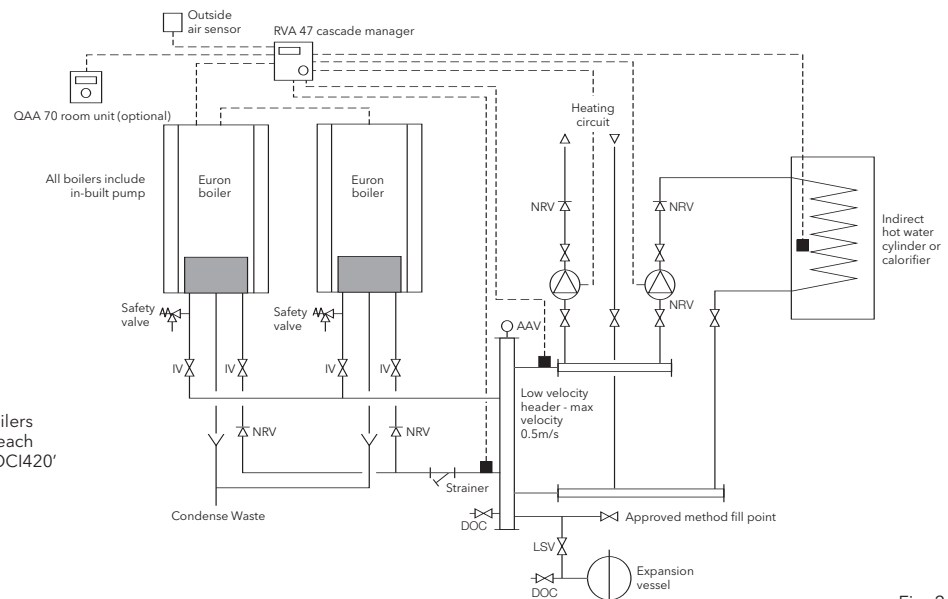 Outside
air sensor
RVA 47 cascade manager
QAA 70 room unit (optional)
Heating
circuit
All boilers include
in-built pump
Euron
boiler
Euron
boiler
NRV
NRV
Indirect
hot water
cylinder or
calorifier
Safety
valve
Safety
valve
NRV
AAV
IV
IV
IV
IV
Low velocity
header - max
velocity
0.5m/s
ilers
each
OCI420'
NRV
NRV
Strainer
Condense Waste
DOC
Approved method fill point
LSV
DOC
Expansion
vessel